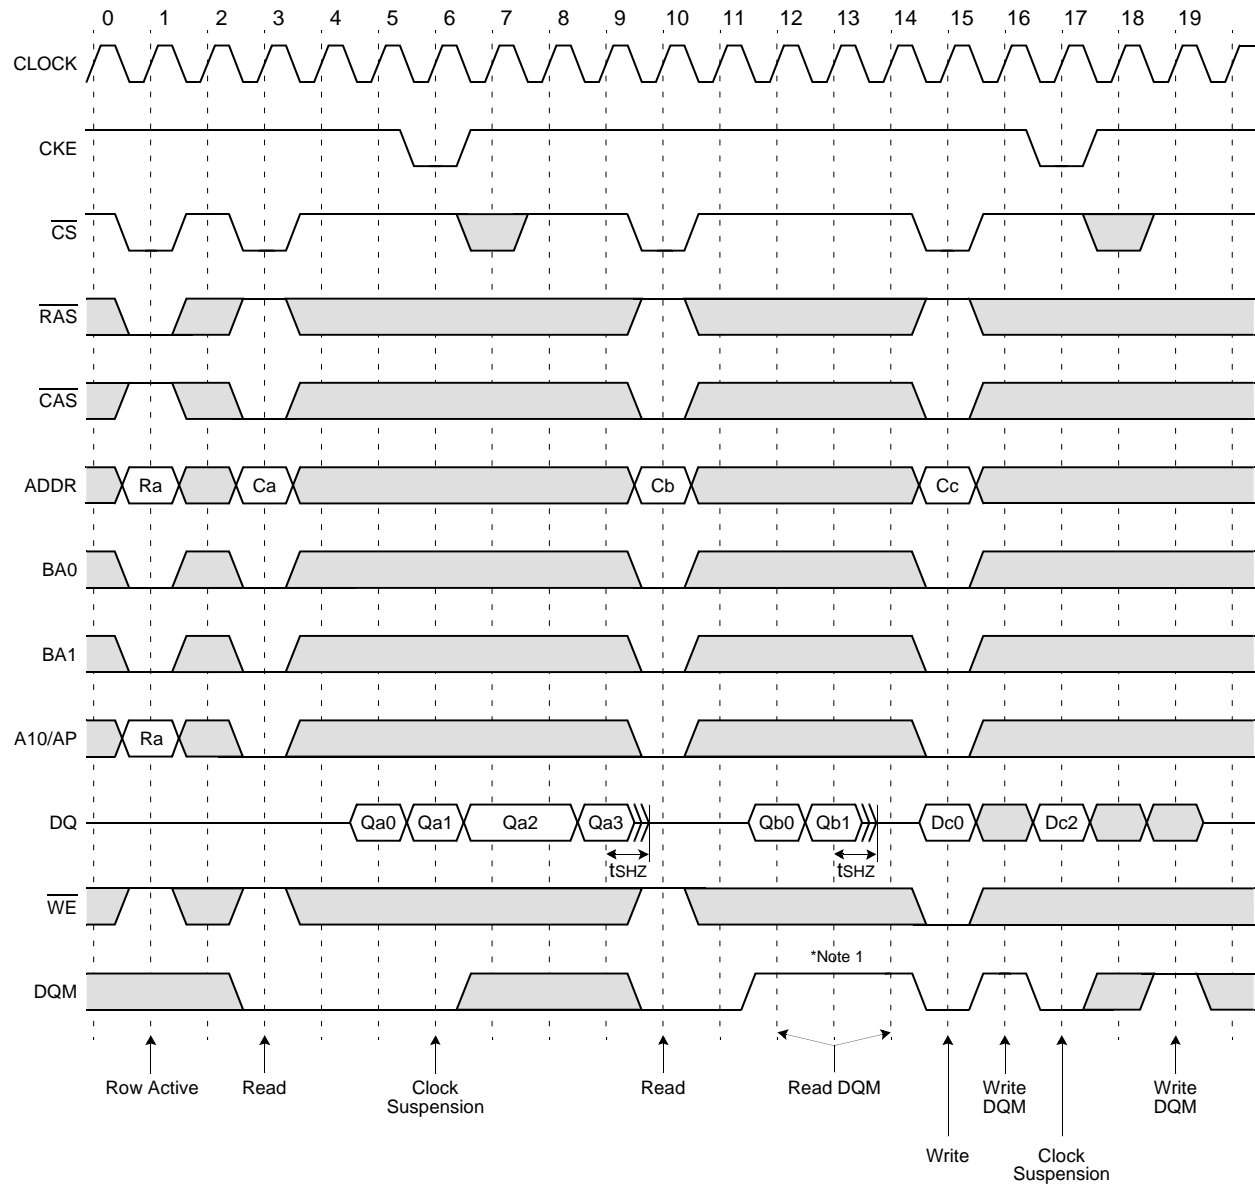 0 1 2 3 4 5 6 7 8 9 10 11 12 13 14 15 16 17 18 19
CLOCK
CKE
CS
RAS
CAS
ADDR Ra Ca Cb Cc
BA0
BA1
A10/AP Ra
DQ Qa0 Qa1 Qa2 Qa3 Qb0 Qb1 Dc0 Dc2
tSHZ tSHZ
WE
*Note 1
DQM
Row Active Read Clock Suspension Read Read DQM Write DQM Write DQM
Write Clock Suspension